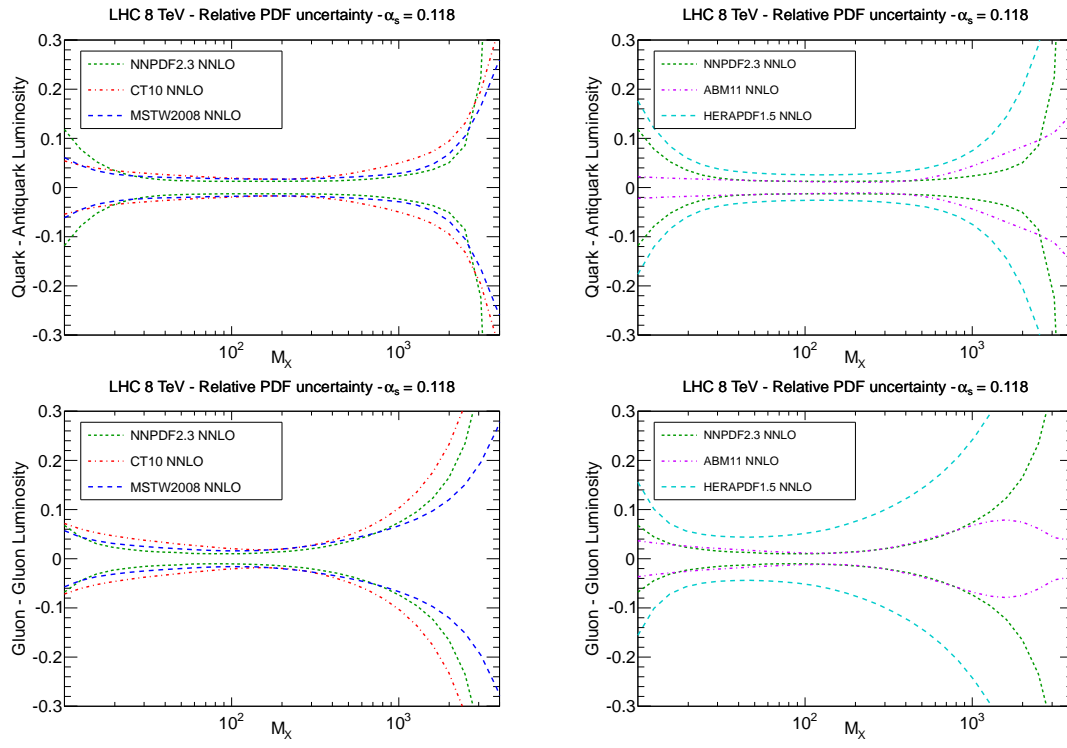 LHC 8 TeV - Relative PDF uncertainty - αs = 0.118
Quark - Antiquark Luminosity
0.3
0.2
0.1
0
-0.1
-0.2
-0.3
NNPDF2.3 NNLO
CT10 NNLO
MSTW2008 NNLO
10²
10³
M_X
LHC 8 TeV - Relative PDF uncertainty - αs = 0.118
Quark - Antiquark Luminosity
0.3
0.2
0.1
0
-0.1
-0.2
-0.3
NNPDF2.3 NNLO
ABM11 NNLO
HERAPDF1.5 NNLO
10²
10³
M_X
LHC 8 TeV - Relative PDF uncertainty - αs = 0.118
Gluon - Gluon Luminosity
0.3
0.2
0.1
0
-0.1
-0.2
-0.3
NNPDF2.3 NNLO
CT10 NNLO
MSTW2008 NNLO
10²
10³
M_X
LHC 8 TeV - Relative PDF uncertainty - αs = 0.118
Gluon - Gluon Luminosity
0.3
0.2
0.1
0
-0.1
-0.2
-0.3
NNPDF2.3 NNLO
ABM11 NNLO
HERAPDF1.5 NNLO
10²
10³
M_X